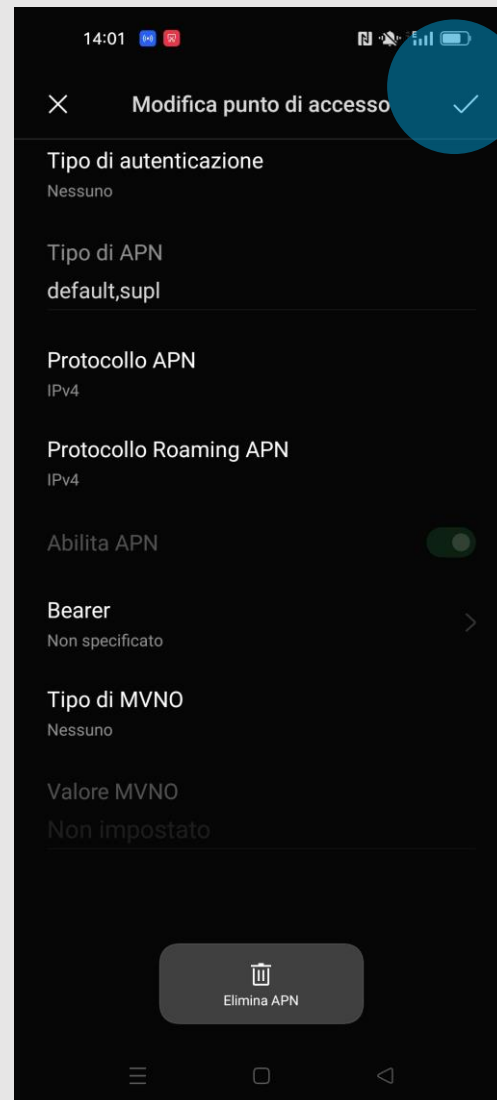 14:01
Modifica punto di accesso
Tipo di autenticazione
Nessuno
Tipo di APN
default,supl
Protocollo APN
IPv4
Protocollo Roaming APN
IPv4
Abilita APN
Bearer
Non specificato
Tipo di MVNO
Nessuno
Valore MVNO
Non impostato
Elimina APN